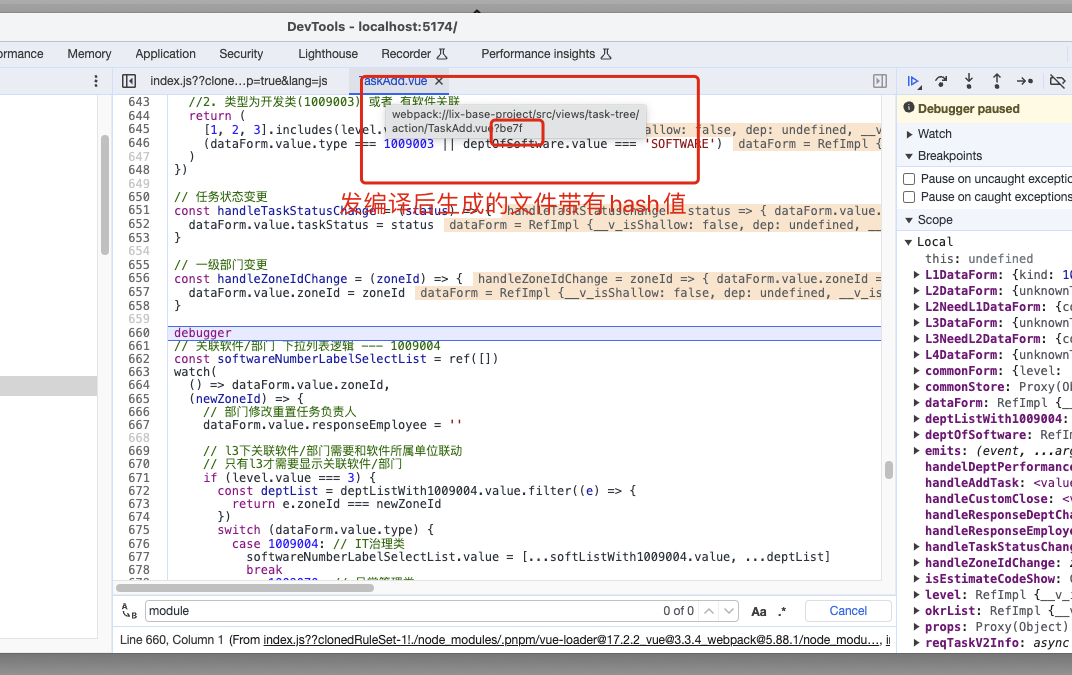 DevTools - localhost:5174/
rmance Memory Application Security Lighthouse Recorder Performance insights
index.js??clone…p=true&lang=js TaskAdd.vue ×
webpack://lix-base-project/src/views/task-tree/
action/TaskAdd.vue?be7f
发编译后生成的文件带有hash值
643 //2. 类型为开发类(1009003) 或者 有软件关联
644 return (
645 [1, 2, 3].includes(level. allow: false, dep: undefined, __v
646 (dataForm.value.type === 1009003 || deptOfSoftware.value === 'SOFTWARE') dataForm = RefImpl {
647 )
648 })
649
650 // 任务状态变更
651 const handleTaskStatusChange = (status) => { handleTaskStatusChange = status => { dataForm.value.
652 dataForm.value.taskStatus = status dataForm = RefImpl {__v_isShallow: false, dep: undefined, __
653 }
654
655 // 一级部门变更
656 const handleZoneIdChange = (zoneId) => { handleZoneIdChange = zoneId => { dataForm.value.zoneId =
657 dataForm.value.zoneId = zoneId dataForm = RefImpl {__v_isShallow: false, dep: undefined, __v_is
658 }
659
660 debugger
661 // 关联软件/部门 下拉列表逻辑 --- 1009004
662 const softwareNumberLabelSelectList = ref([])
663 watch(
664 () => dataForm.value.zoneId,
665 (newZoneId) => {
666 // 部门修改重置任务负责人
667 dataForm.value.responseEmployee = ''
668
669 // l3下关联软件/部门需要和软件所属单位联动
670 // 只有l3才需要显示关联软件/部门
671 if (level.value === 3) {
672 const deptList = deptListWith1009004.value.filter((e) => {
673 return e.zoneId === newZoneId
674 })
675 switch (dataForm.value.type) {
676 case 1009004: // IT治理类
677 softwareNumberLabelSelectList.value = [...softListWith1009004.value, ...deptList]
678 break
module 0 of 0 Aa .* Cancel
Line 660, Column 1 (From index.js??clonedRuleSet-1!./node_modules/.pnpm/vue-loader@17.2.2_vue@3.3.4_webpack@5.88.1/node_modu…,
Debugger paused
Watch
Breakpoints
Pause on uncaught exceptio
Pause on caught exceptions
Scope
Local
this: undefined
L1DataForm: {kind: 10
L2DataForm: {unknownT
L2NeedL1DataForm: {co
L3DataForm: {unknownT
L3NeedL2DataForm: {co
L4DataForm: {unknownT
commonForm: {level:
commonStore: Proxy(O
dataForm: RefImpl {_
deptListWith1009004:
deptOfSoftware: RefIm
emits: (event, ...arg
handelDeptPerformance
handleAddTask: <value
handleCustomClose: <v
handleResponseDeptCha
handleResponseEmploye
handleTaskStatusChang
handleZoneIdChange: z
isEstimateCodeShow: C
level: RefImpl {__v_i
okrList: RefImpl {__v
props: Proxy(Object)
reqTaskV2Info: async